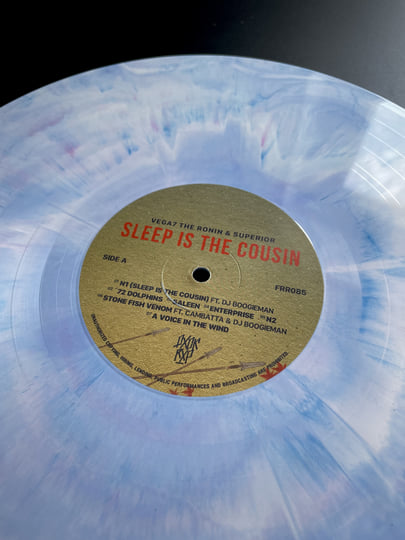 VEGA7 THE RONIN & SUPERIOR
SLEEP IS THE COUSIN
SIDE A
FRR085
N1 (SLEEP IS THE COUSIN) FT. DJ BOOGIEMAN
'72 DOLPHINS SALEEN ENTERPRISE N2
STONE FISH VENOM FT. CAMBATTA & DJ BOOGIEMAN
A VOICE IN THE WIND
UNAUTHORIZED COPYING, HIRING, LENDING, PUBLIC PERFORMANCES AND BROADCASTING ARE PROHIBITED.